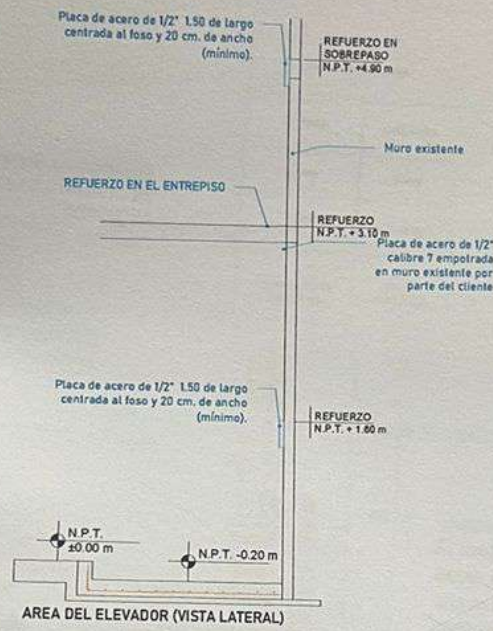 Placa de acero de 1/2" 1.50 de largo
centrada al foso y 20 cm. de ancho
(mínimo).
REFUERZO EN
SOBREPASO
N.P.T. +4.90 m
Muro existente
REFUERZO EN EL ENTREPISO
REFUERZO
N.P.T. + 3.10 m
Placa de acero de 1/2"
calibre 7 empotrada
en muro existente por
parte del cliente
Placa de acero de 1/2" 1.50 de largo
centrada al foso y 20 cm. de ancho
(mínimo).
REFUERZO
N.P.T. + 1.60 m
N.P.T.
±0.00 m
N.P.T. -0.20 m
AREA DEL ELEVADOR (VISTA LATERAL)